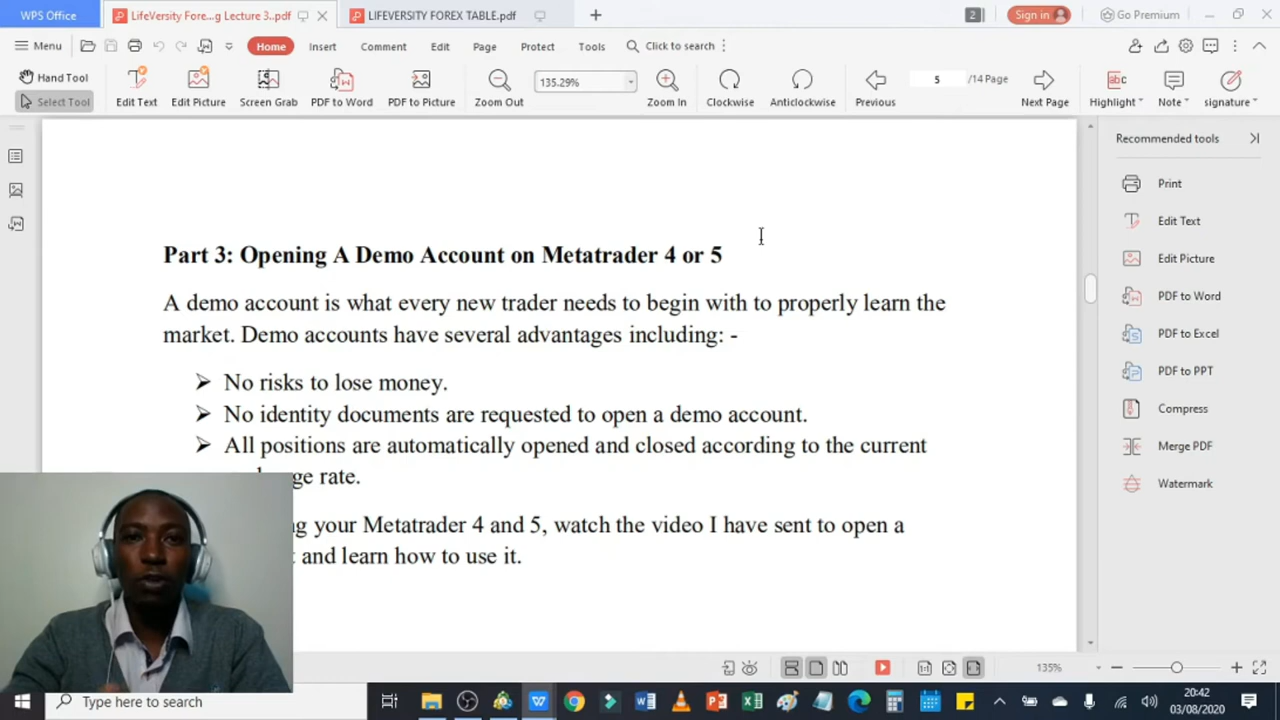 WPS Office
LifeVersity Fore...g Lecture 3..pdf
LIFEVERSITY FOREX TABLE.pdf
2
Sign in
Go Premium
Menu
Home
Insert
Comment
Edit
Page
Protect
Tools
Click to search
Hand Tool
Select Tool
Edit Text
Edit Picture
Screen Grab
PDF to Word
PDF to Picture
Zoom Out
135.29%
Zoom In
Clockwise
Anticlockwise
Previous
5
/14 Page
Next Page
abc
Highlight
Note
signature
Recommended tools
Print
Edit Text
Edit Picture
PDF to Word
PDF to Excel
PDF to PPT
Compress
Merge PDF
Watermark
Part 3: Opening A Demo Account on Metatrader 4 or 5
A demo account is what every new trader needs to begin with to properly learn the
market. Demo accounts have several advantages including: -
No risks to lose money.
No identity documents are requested to open a demo account.
All positions are automatically opened and closed according to the current
ge rate.
your Metatrader 4 and 5, watch the video I have sent to open a
and learn how to use it.
135%
Type here to search
20:42
03/08/2020